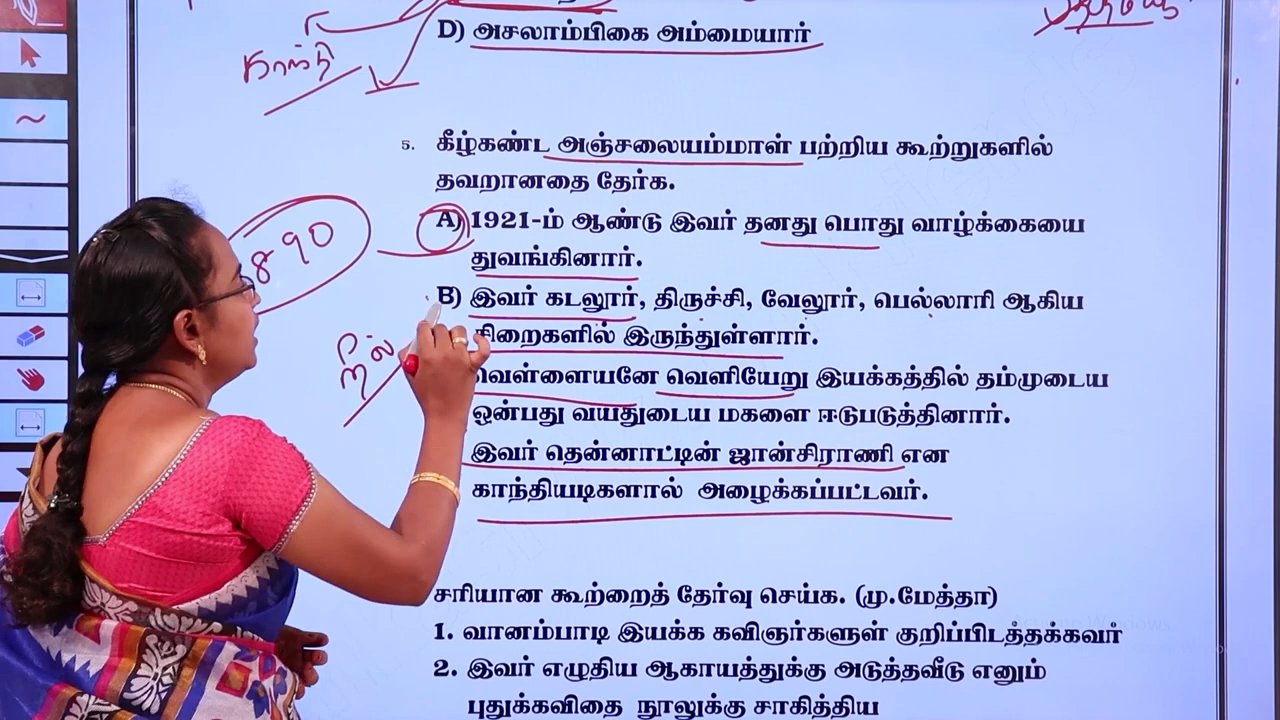 D) அசலாம்பிகை அம்மையார்
காந்தி
5. கீழ்கண்ட அஞ்சலையம்மாள் பற்றிய கூற்றுகளில்
தவறானதை தேர்க.
A) 1921-ம் ஆண்டு இவர் தனது பொது வாழ்க்கையை
துவங்கினார்.
890
B) இவர் கடலூர், திருச்சி, வேலூர், பெல்லாரி ஆகிய
சிறைகளில் இருந்துள்ளார்.
நீல்
வெள்ளையனே வெளியேறு இயக்கத்தில் தம்முடைய
ஒன்பது வயதுடைய மகளை ஈடுபடுத்தினார்.
இவர் தென்னாட்டின் ஜான்சிராணி என
காந்தியடிகளால் அழைக்கப்பட்டவர்.
சரியான கூற்றைத் தேர்வு செய்க. (மு.மேத்தா)
1. வானம்பாடி இயக்க கவிஞர்களுள் குறிப்பிடத்தக்கவர்
2. இவர் எழுதிய ஆகாயத்துக்கு அடுத்தவீடு எனும்
புதுக்கவிதை நூலுக்கு சாகித்திய